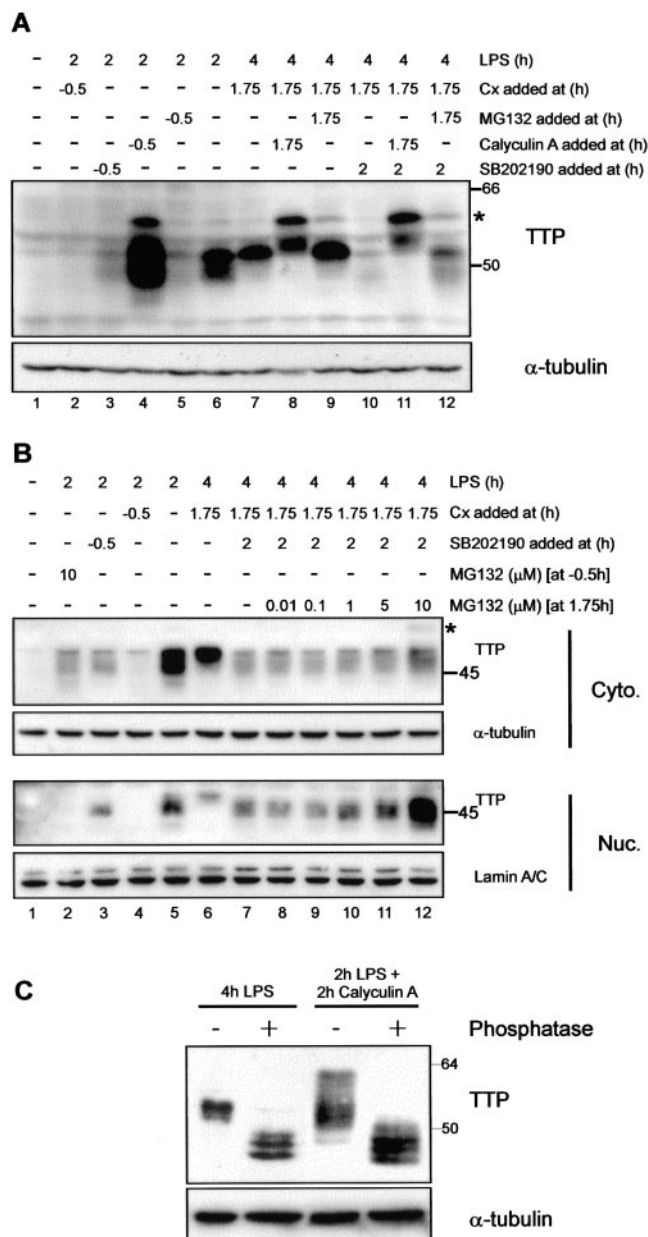 A
- 2 2 2 2 2 4 4 4 4 4 4 LPS (h)
- -0.5 - - - - 1.75 1.75 1.75 1.75 1.75 1.75 Cx added at (h)
- - - - -0.5 - - - 1.75 - - 1.75 MG132 added at (h)
- - - -0.5 - - - 1.75 - - 1.75 - Calyculin A added at (h)
- - -0.5 - - - - - - 2 2 2 SB202190 added at (h)
66
*
TTP
50
α-tubulin
1 2 3 4 5 6 7 8 9 10 11 12
B
- 2 2 2 2 4 4 4 4 4 4 4 LPS (h)
- - - -0.5 - 1.75 1.75 1.75 1.75 1.75 1.75 1.75 Cx added at (h)
- - -0.5 - - - 2 2 2 2 2 2 SB202190 added at (h)
- 10 - - - - - - - - - - MG132 (μM) [at -0.5h]
- - - - - - - 0.01 0.1 1 5 10 MG132 (μM) [at 1.75h]
*
TTP
45
Cyto.
α-tubulin
TTP
45
Nuc.
Lamin A/C
1 2 3 4 5 6 7 8 9 10 11 12
C
4h LPS
2h LPS +
2h Calyculin A
- + - + Phosphatase
64
TTP
50
α-tubulin